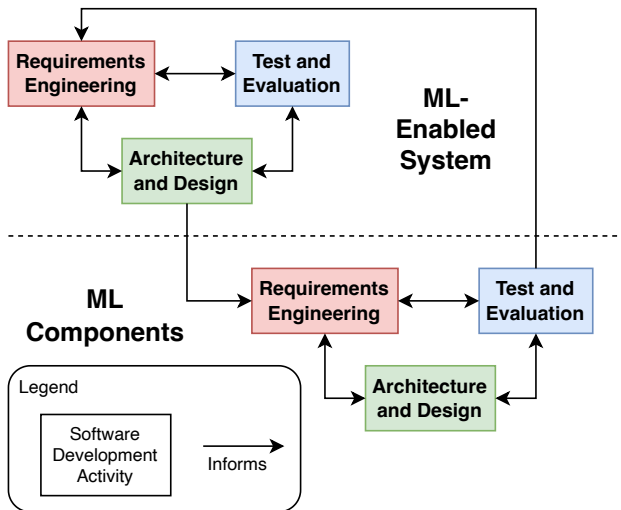 Requirements
Engineering
Test and
Evaluation
ML-
Enabled
System
Architecture
and Design
ML
Components
Requirements
Engineering
Test and
Evaluation
Architecture
and Design
Legend
Software
Development
Activity
Informs